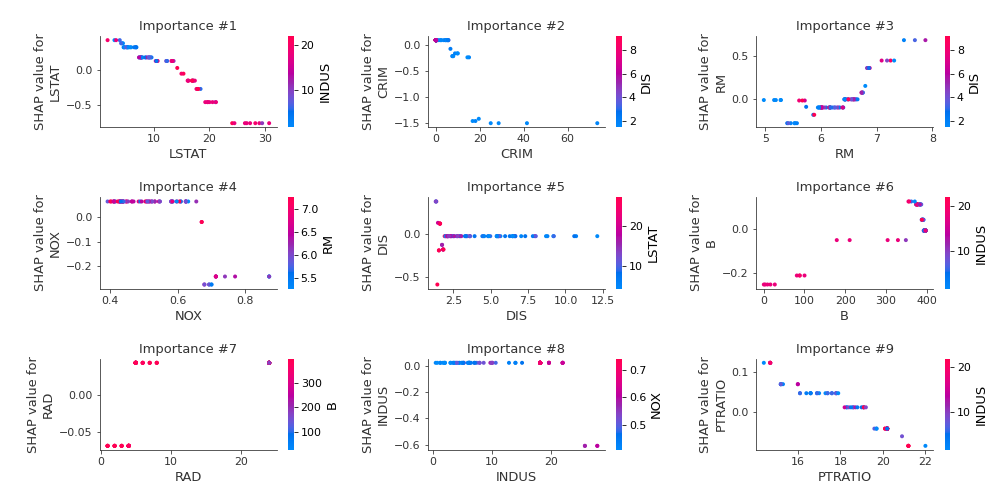 Importance #1
SHAP value for
LSTAT
0.0
−0.5
10
20
30
LSTAT
20
10
INDUS
Importance #2
SHAP value for
CRIM
0.0
−0.5
−1.0
−1.5
0
20
40
60
CRIM
8
6
4
2
DIS
Importance #3
SHAP value for
RM
0.5
0.0
5
6
7
8
RM
8
6
4
2
DIS
Importance #4
SHAP value for
NOX
0.0
−0.1
−0.2
0.4
0.6
0.8
NOX
7.0
6.5
6.0
5.5
RM
Importance #5
SHAP value for
DIS
0.0
−0.5
2.5
5.0
7.5
10.0
12.5
DIS
20
10
LSTAT
Importance #6
SHAP value for
B
0.0
−0.2
0
100
200
300
400
B
20
10
INDUS
Importance #7
SHAP value for
RAD
0.00
−0.05
0
10
20
RAD
300
200
100
B
Importance #8
SHAP value for
INDUS
0.0
−0.2
−0.4
−0.6
0
10
20
INDUS
0.7
0.6
0.5
NOX
Importance #9
SHAP value for
PTRATIO
0.1
0.0
16
18
20
22
PTRATIO
20
10
INDUS